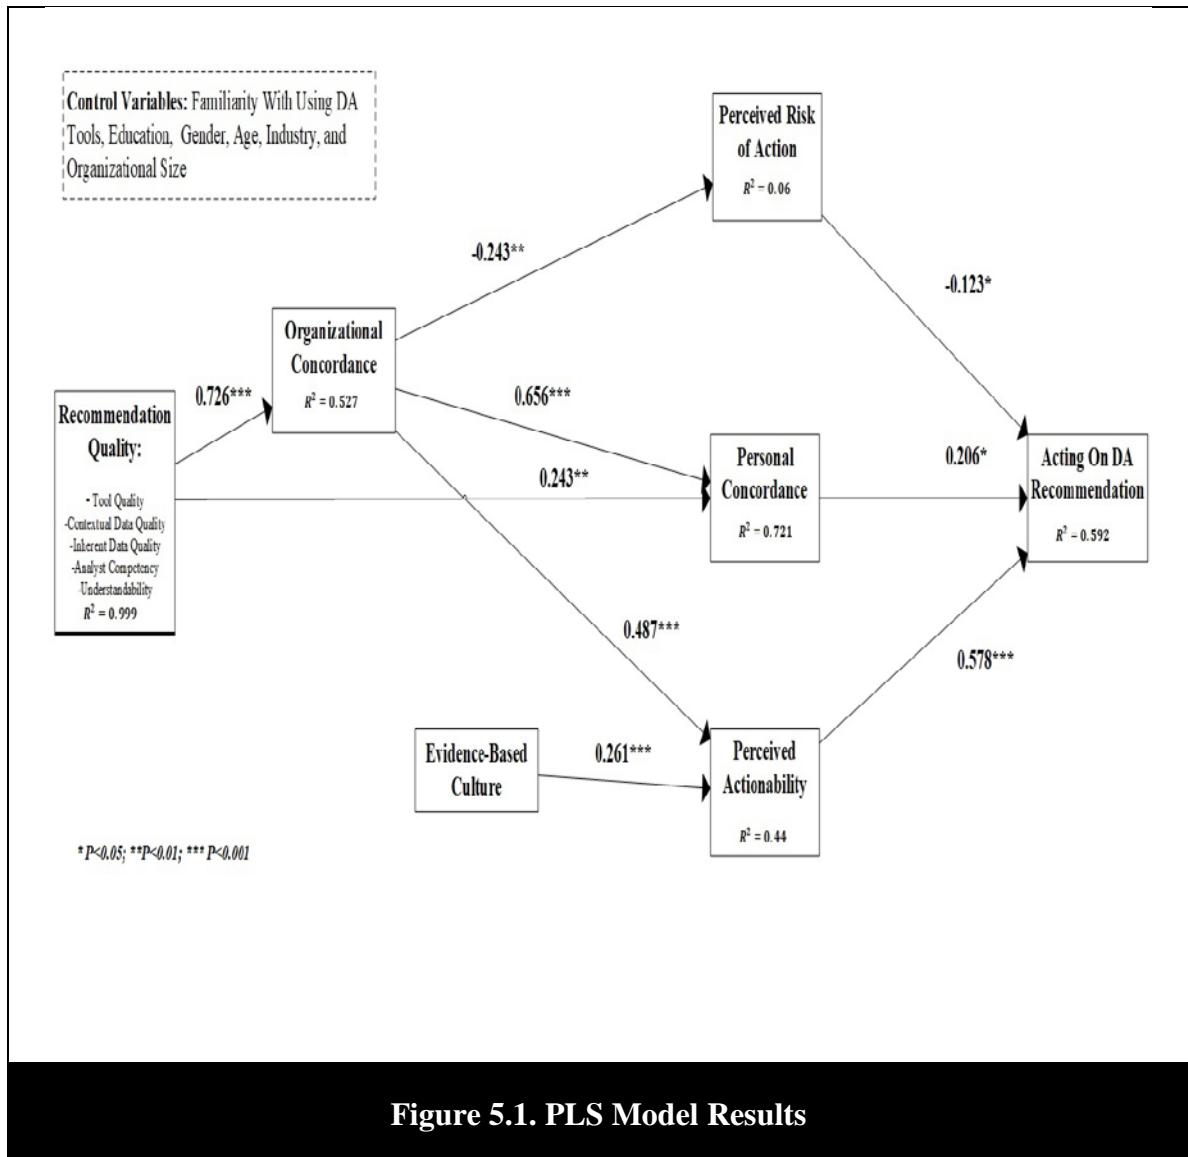 Control Variables: Familiarity With Using DA
Tools, Education, Gender, Age, Industry, and
Organizational Size
Perceived Risk
of Action
R² = 0.06
-0.243**
-0.123*
Organizational
Concordance
R² = 0.527
0.726***
0.656***
Recommendation
Quality:
- Tool Quality
-Contextual Data Quality
-Inherent Data Quality
-Analyst Competency
-Understandability
R² = 0.999
0.243**
Personal
Concordance
R² = 0.721
0.206*
Acting On DA
Recommendation
R² = 0.592
0.487***
0.578***
Evidence-Based
Culture
0.261***
Perceived
Actionability
R² = 0.44
* P<0.05; **P<0.01; *** P<0.001
Figure 5.1. PLS Model Results